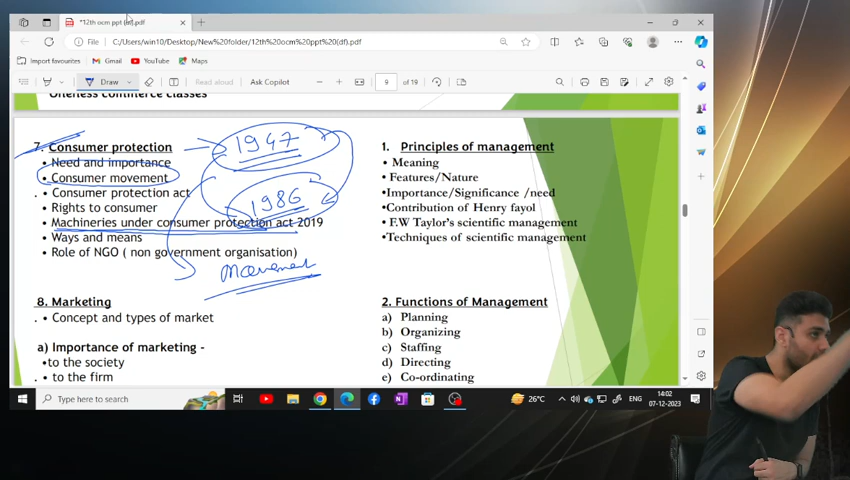 *12th ocm ppt (df).pdf
File
C:/Users/win10/Desktop/New%20folder/12th%20ocm%20ppt%20(df).pdf
Import favourites
Gmail
YouTube
Maps
Draw
Read aloud
Ask Copilot
9
of 19
Oneness commerce classes
7. Consumer protection
• Need and importance
• Consumer movement
. • Consumer protection act
• Rights to consumer
• Machineries under consumer protection act 2019
• Ways and means
• Role of NGO ( non government organisation)
1947
1986
Movement
8. Marketing
. • Concept and types of market
a) Importance of marketing -
•to the society
. • to the firm
1. Principles of management
• Meaning
• Features/Nature
•Importance/Significance /need
•Contribution of Henry fayol
• F.W Taylor's scientific management
•Techniques of scientific management
2. Functions of Management
a) Planning
b) Organizing
c) Staffing
d) Directing
e) Co-ordinating
Type here to search
26°C
ENG
14:02
07-12-2023